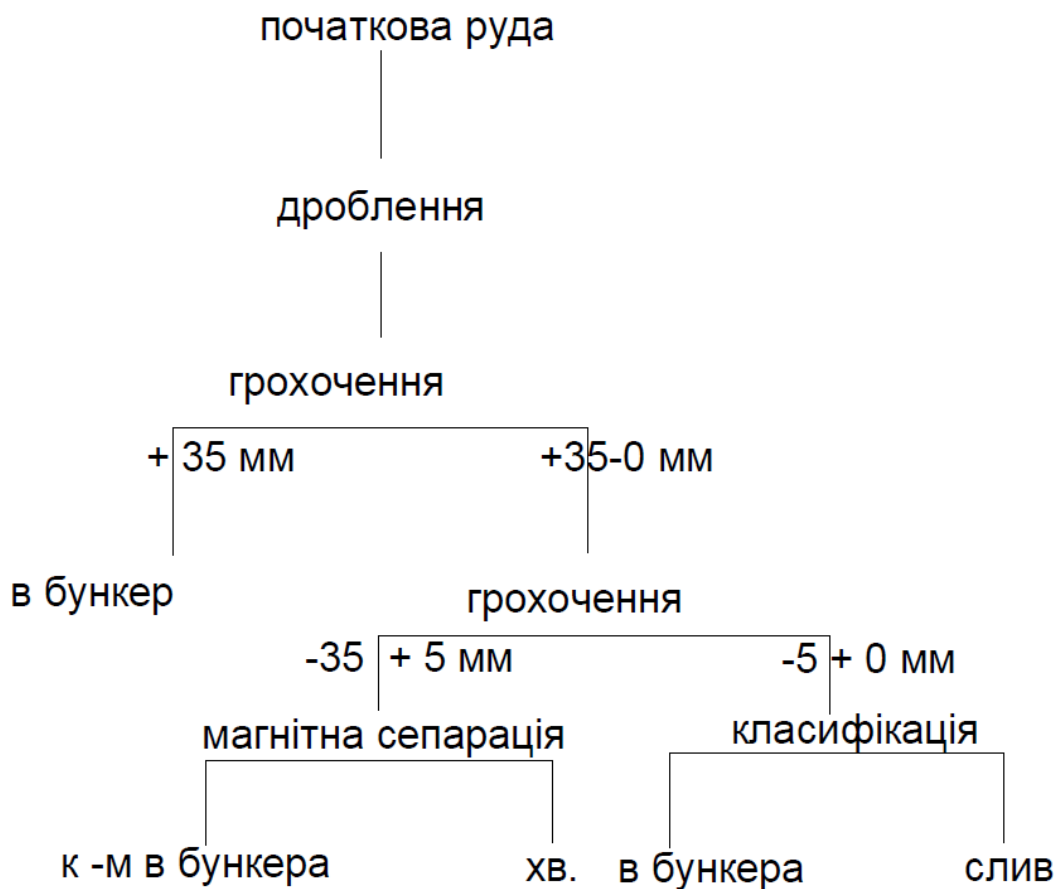 початкова руда
дроблення
грохочення
+ 35 мм +35-0 мм
в бункер
грохочення
-35 + 5 мм -5 + 0 мм
магнітна сепарація класифікація
к -м в бункера хв. в бункера слив